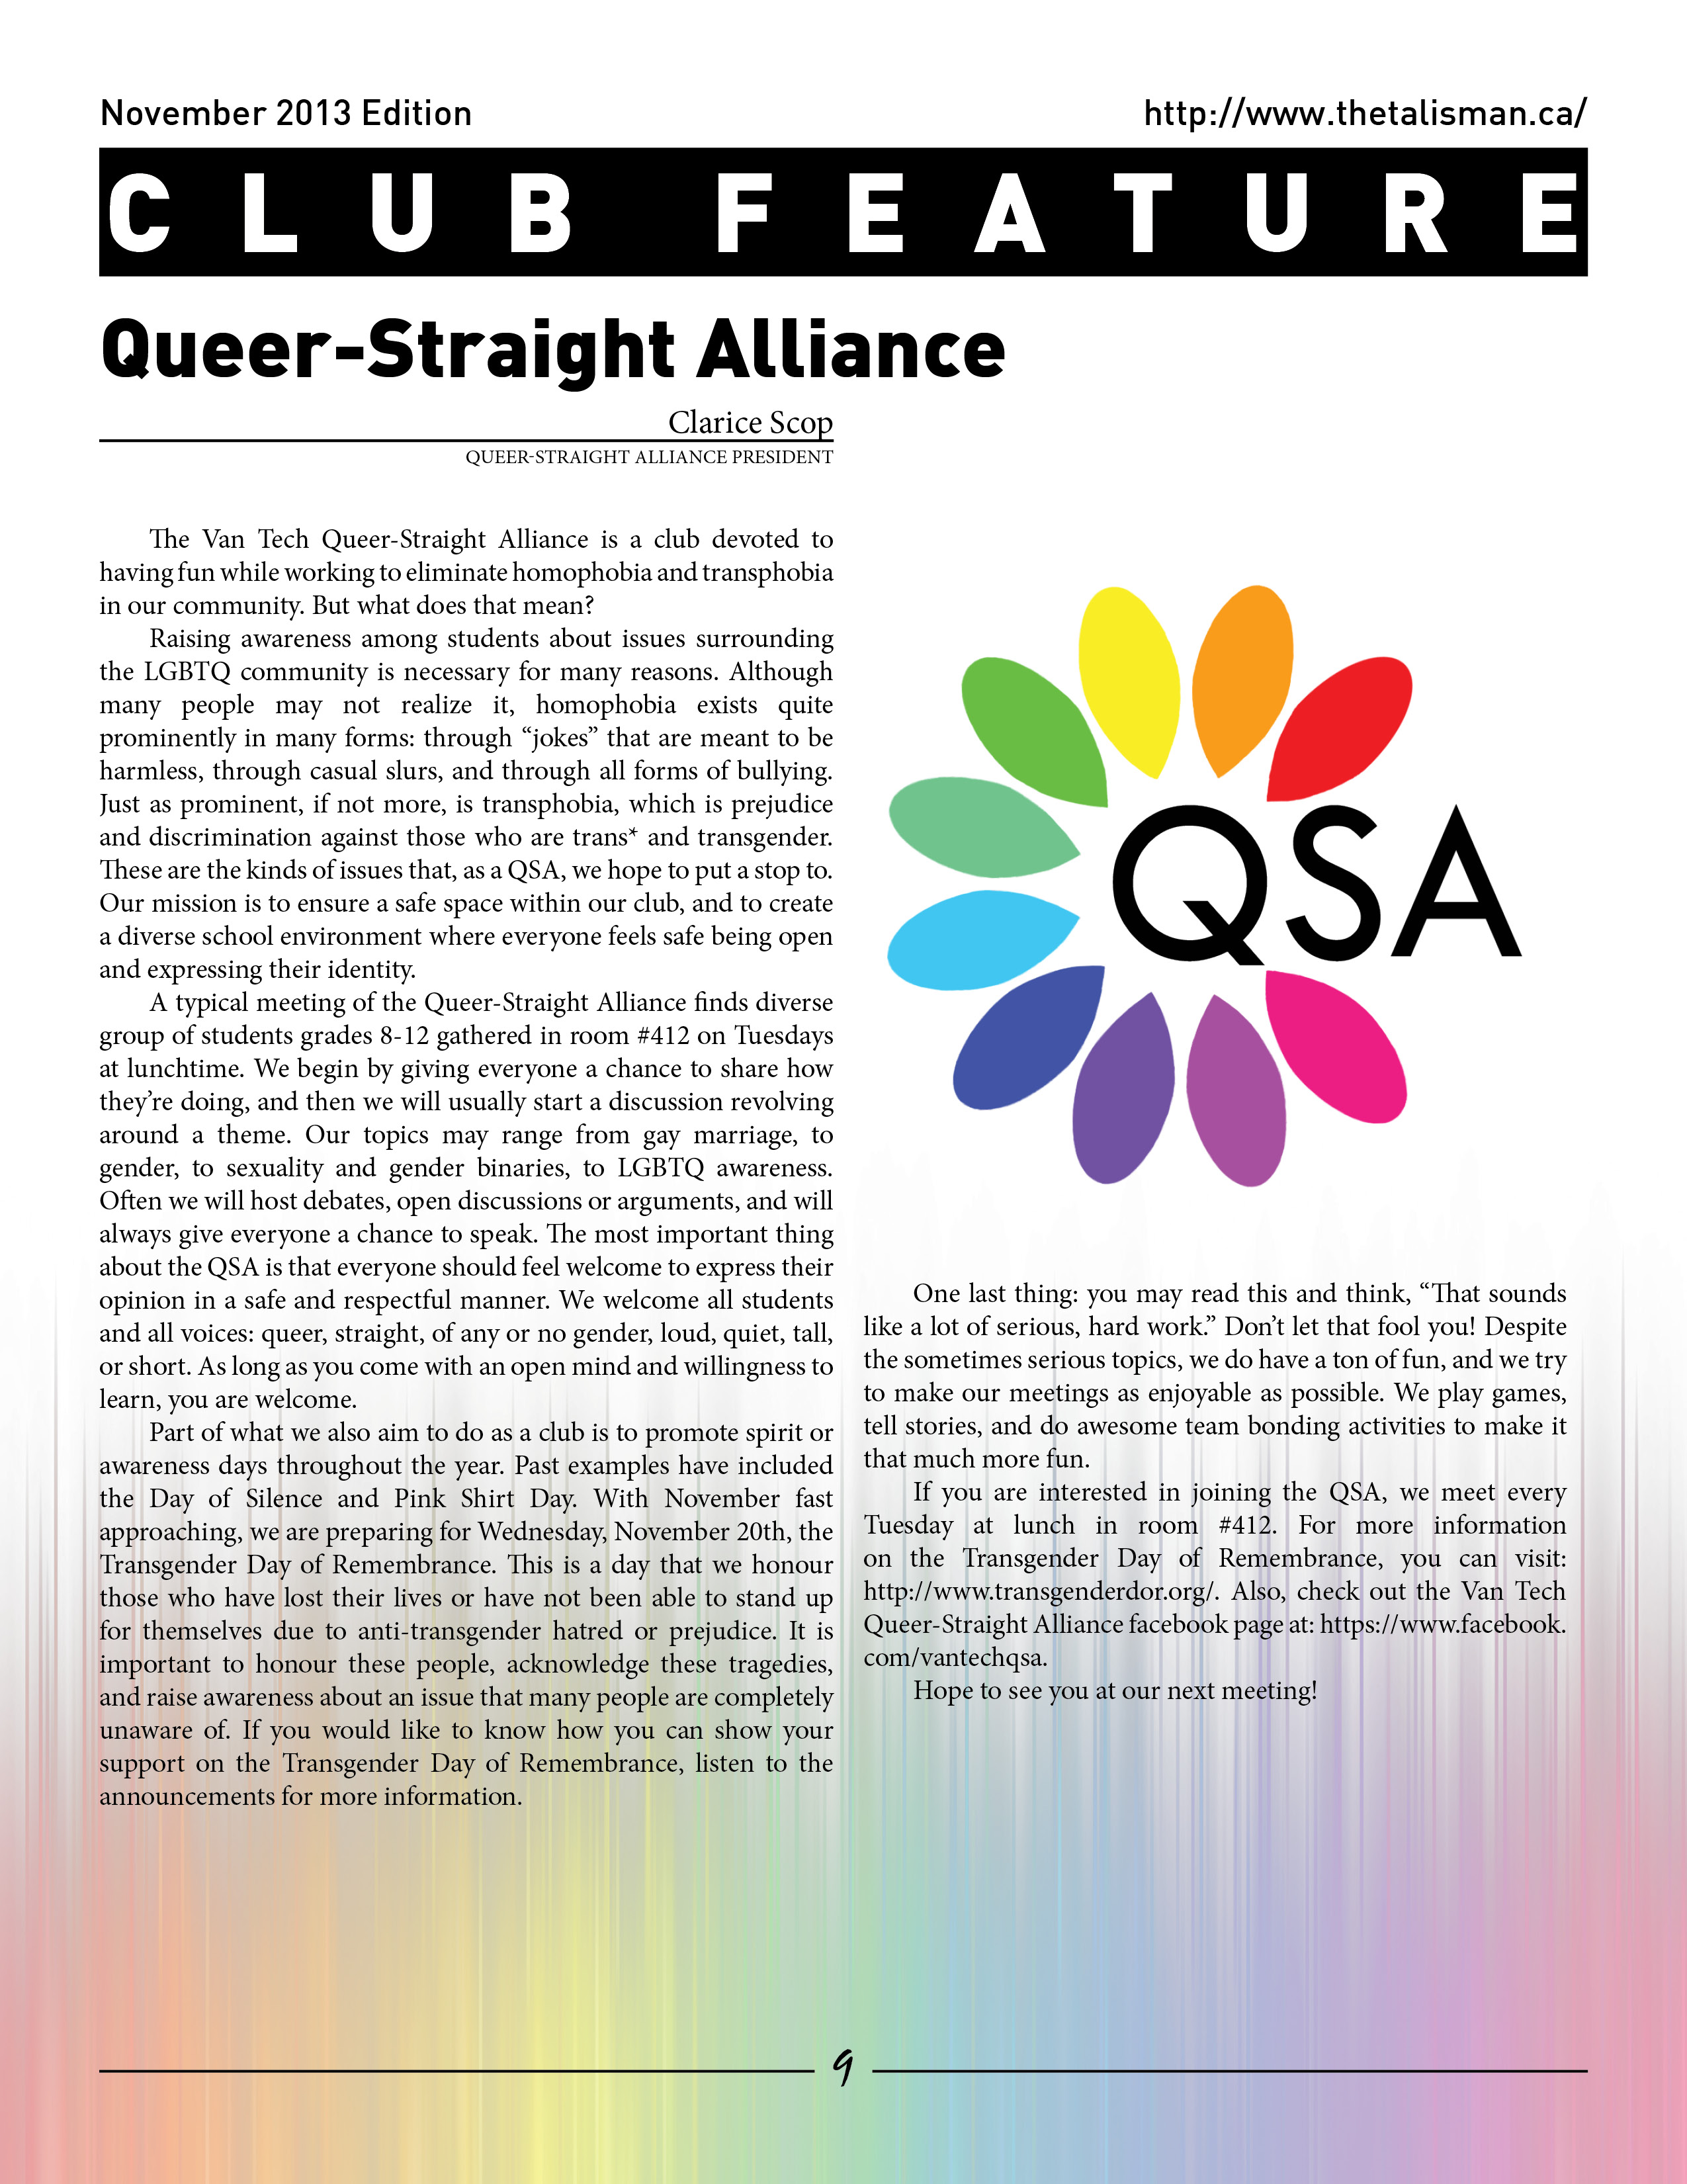 November 2013 Edition
http://www.thetalisman.ca/
CLUB FEATURE
Queer-Straight Alliance
Clarice Scop
QUEER-STRAIGHT ALLIANCE PRESIDENT
The Van Tech Queer-Straight Alliance is a club devoted to
having fun while working to eliminate homophobia and transphobia
in our community. But what does that mean?
Raising awareness among students about issues surrounding
the LGBTQ community is necessary for many reasons. Although
many people may not realize it, homophobia exists quite
prominently in many forms: through “jokes” that are meant to be
harmless, through casual slurs, and through all forms of bullying.
Just as prominent, if not more, is transphobia, which is prejudice
and discrimination against those who are trans* and transgender.
These are the kinds of issues that, as a QSA, we hope to put a stop to.
Our mission is to ensure a safe space within our club, and to create
a diverse school environment where everyone feels safe being open
and expressing their identity.
A typical meeting of the Queer-Straight Alliance finds diverse
group of students grades 8-12 gathered in room #412 on Tuesdays
at lunchtime. We begin by giving everyone a chance to share how
they’re doing, and then we will usually start a discussion revolving
around a theme. Our topics may range from gay marriage, to
gender, to sexuality and gender binaries, to LGBTQ awareness.
Often we will host debates, open discussions or arguments, and will
always give everyone a chance to speak. The most important thing
about the QSA is that everyone should feel welcome to express their
opinion in a safe and respectful manner. We welcome all students
and all voices: queer, straight, of any or no gender, loud, quiet, tall,
or short. As long as you come with an open mind and willingness to
learn, you are welcome.
Part of what we also aim to do as a club is to promote spirit or
awareness days throughout the year. Past examples have included
the Day of Silence and Pink Shirt Day. With November fast
approaching, we are preparing for Wednesday, November 20th, the
Transgender Day of Remembrance. This is a day that we honour
those who have lost their lives or have not been able to stand up
for themselves due to anti-transgender hatred or prejudice. It is
important to honour these people, acknowledge these tragedies,
and raise awareness about an issue that many people are completely
unaware of. If you would like to know how you can show your
support on the Transgender Day of Remembrance, listen to the
announcements for more information.
QSA
One last thing: you may read this and think, “That sounds
like a lot of serious, hard work.” Don’t let that fool you! Despite
the sometimes serious topics, we do have a ton of fun, and we try
to make our meetings as enjoyable as possible. We play games,
tell stories, and do awesome team bonding activities to make it
that much more fun.
If you are interested in joining the QSA, we meet every
Tuesday at lunch in room #412. For more information
on the Transgender Day of Remembrance, you can visit:
http://www.transgenderdor.org/. Also, check out the Van Tech
Queer-Straight Alliance facebook page at: https://www.facebook.
com/vantechqsa.
Hope to see you at our next meeting!
9